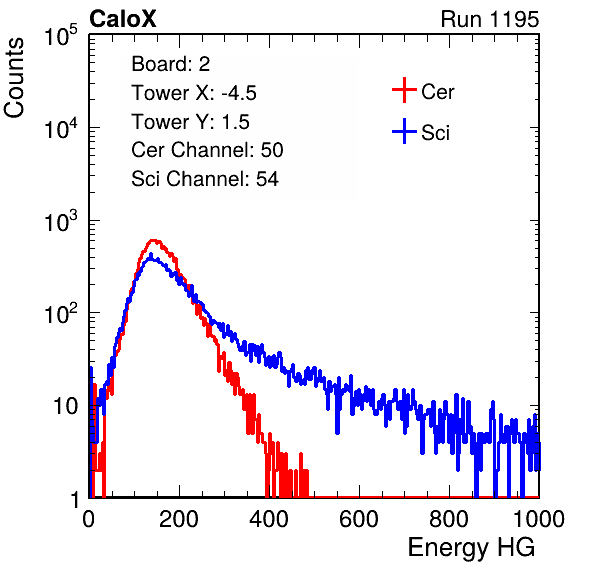 CaloX Run 1195
Counts
10^5
10^4
10^3
10^2
10
1
Board: 2
Tower X: -4.5
Tower Y: 1.5
Cer Channel: 50
Sci Channel: 54
Cer
Sci
0 200 400 600 800 1000
Energy HG